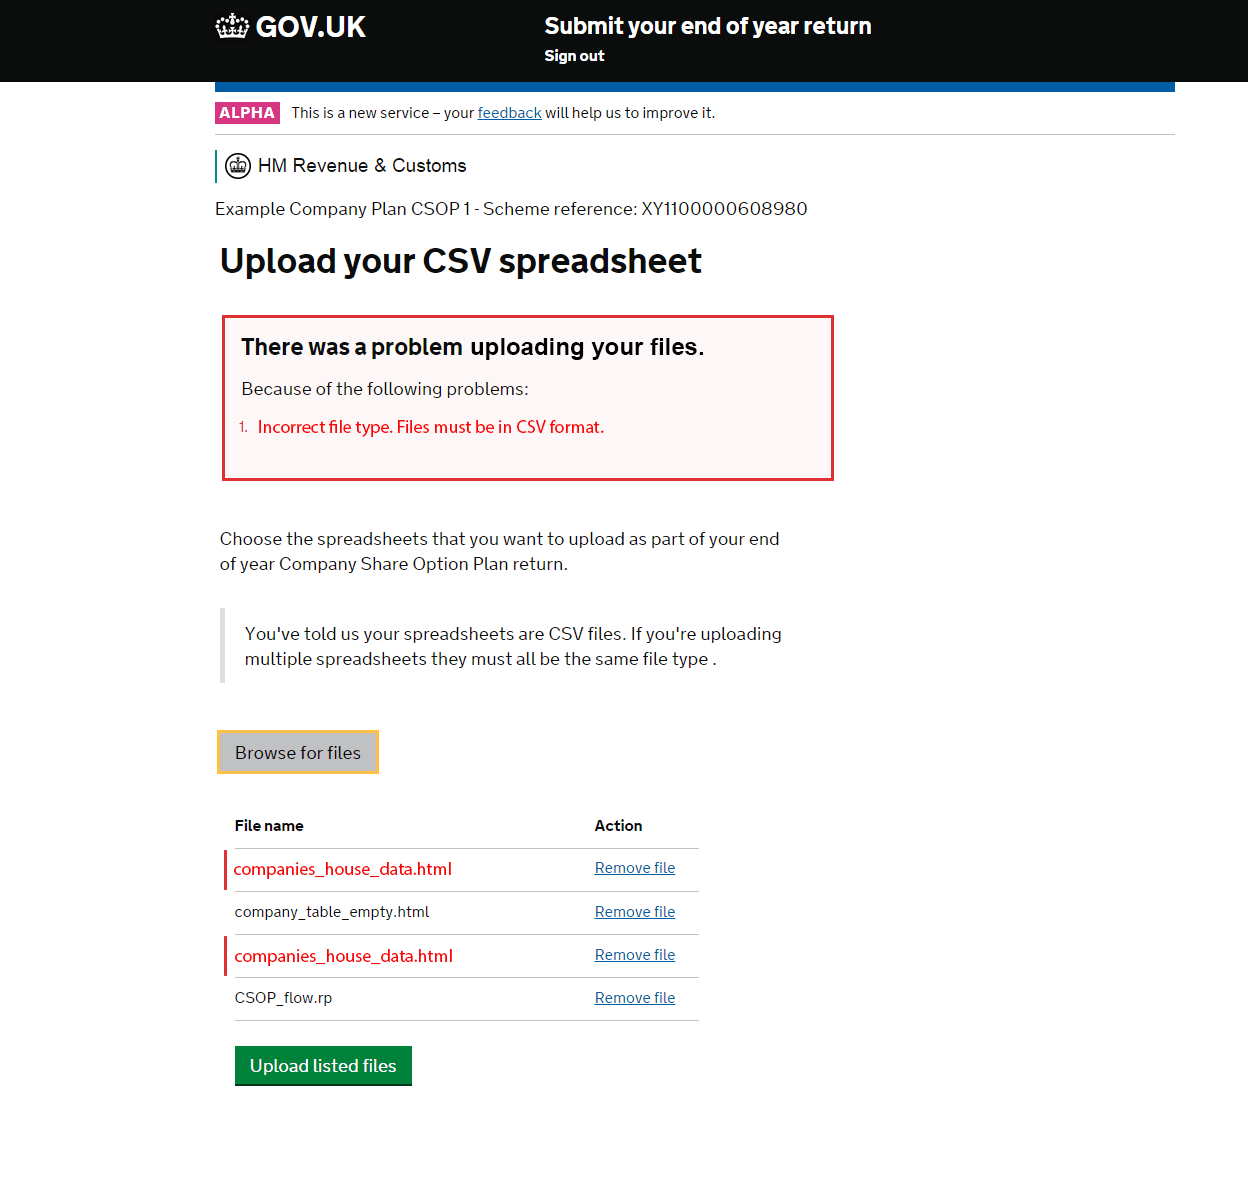 GOV.UK
Submit your end of year return
Sign out
ALPHA This is a new service – your feedback will help us to improve it.
HM Revenue & Customs
Example Company Plan CSOP 1 - Scheme reference: XY1100000608980
Upload your CSV spreadsheet
There was a problem uploading your files.
Because of the following problems:
1. Incorrect file type. Files must be in CSV format.
Choose the spreadsheets that you want to upload as part of your end
of year Company Share Option Plan return.
You've told us your spreadsheets are CSV files. If you're uploading
multiple spreadsheets they must all be the same file type .
Browse for files
File name Action
companies_house_data.html Remove file
company_table_empty.html Remove file
companies_house_data.html Remove file
CSOP_flow.rp Remove file
Upload listed files